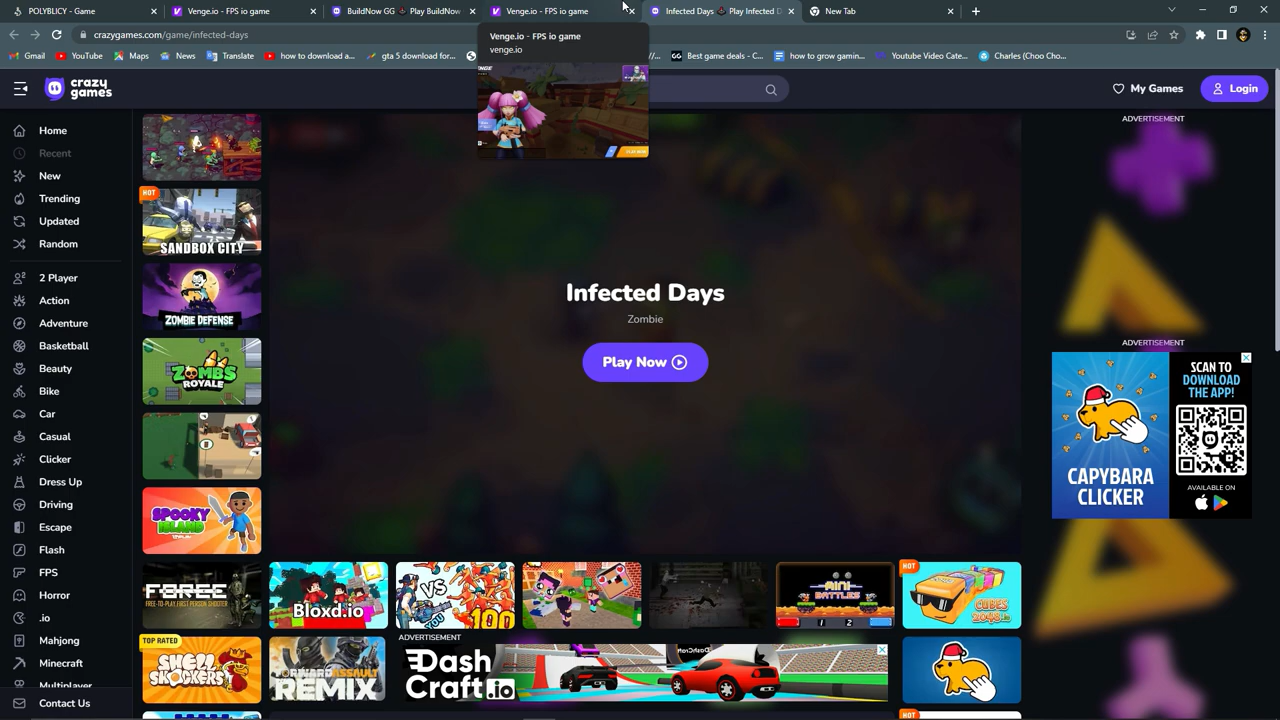 POLYBLICY - Game
Venge.io - FPS io game
BuildNow GG Play BuildNow
Venge.io - FPS io game
Infected Days Play Infected D
New Tab
crazygames.com/game/infected-days
Venge.io - FPS io game
venge.io
Gmail
YouTube
Maps
News
Translate
how to download a...
gta 5 download for...
Best game deals - C...
how to grow gamin...
Youtube Video Cate...
Charles (Choo Choo...
crazy
games
My Games
Login
Home
Recent
New
Trending
Updated
Random
2 Player
Action
Adventure
Basketball
Beauty
Bike
Car
Casual
Clicker
Dress Up
Driving
Escape
Flash
FPS
Horror
.io
Mahjong
Minecraft
Multiplayer
Contact Us
HOT
SANDBOX CITY
ZOMBIE DEFENSE
ZOMBS
ROYALE
SPOOKY
ISLAND
Infected Days
Zombie
Play Now
ADVERTISEMENT
ADVERTISEMENT
SCAN TO
DOWNLOAD
THE APP!
CAPYBARA
CLICKER
AVAILABLE ON
FORCE
FREE-TO-PLAY FIRST PERSON SHOOTER
Bloxd.io
YOU
VS
100
MINI
BATTLES
1 2
HOT
CUBES
2048.io
TOP RATED
SHELL
SHOCKERS
FORWARD ASSAULT
REMIX
ADVERTISEMENT
Dash
Craft.io
HOT